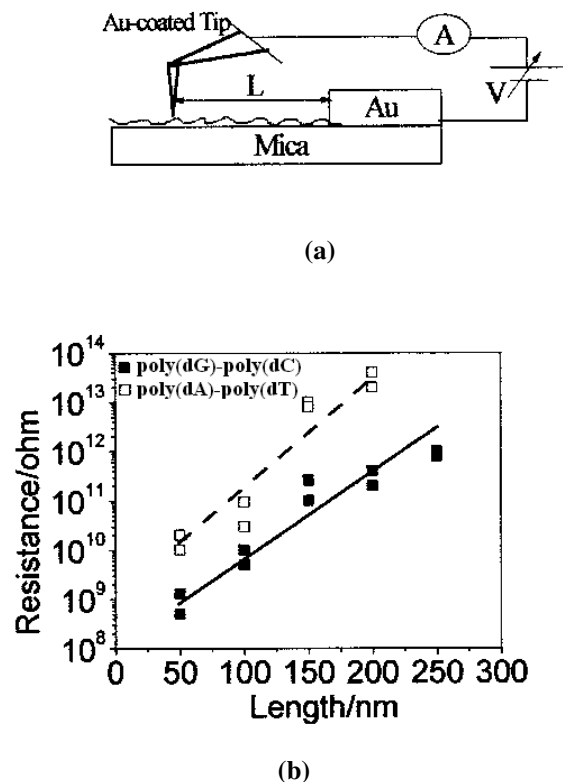 Au-coated Tip
A
L
Au
V
Mica
(a)
10¹⁴
■ poly(dG)-poly(dC)
10¹³
□ poly(dA)-poly(dT)
10¹²
10¹¹
10¹⁰
10⁹
10⁸
Resistance/ohm
0 50 100 150 200 250 300
Length/nm
(b)